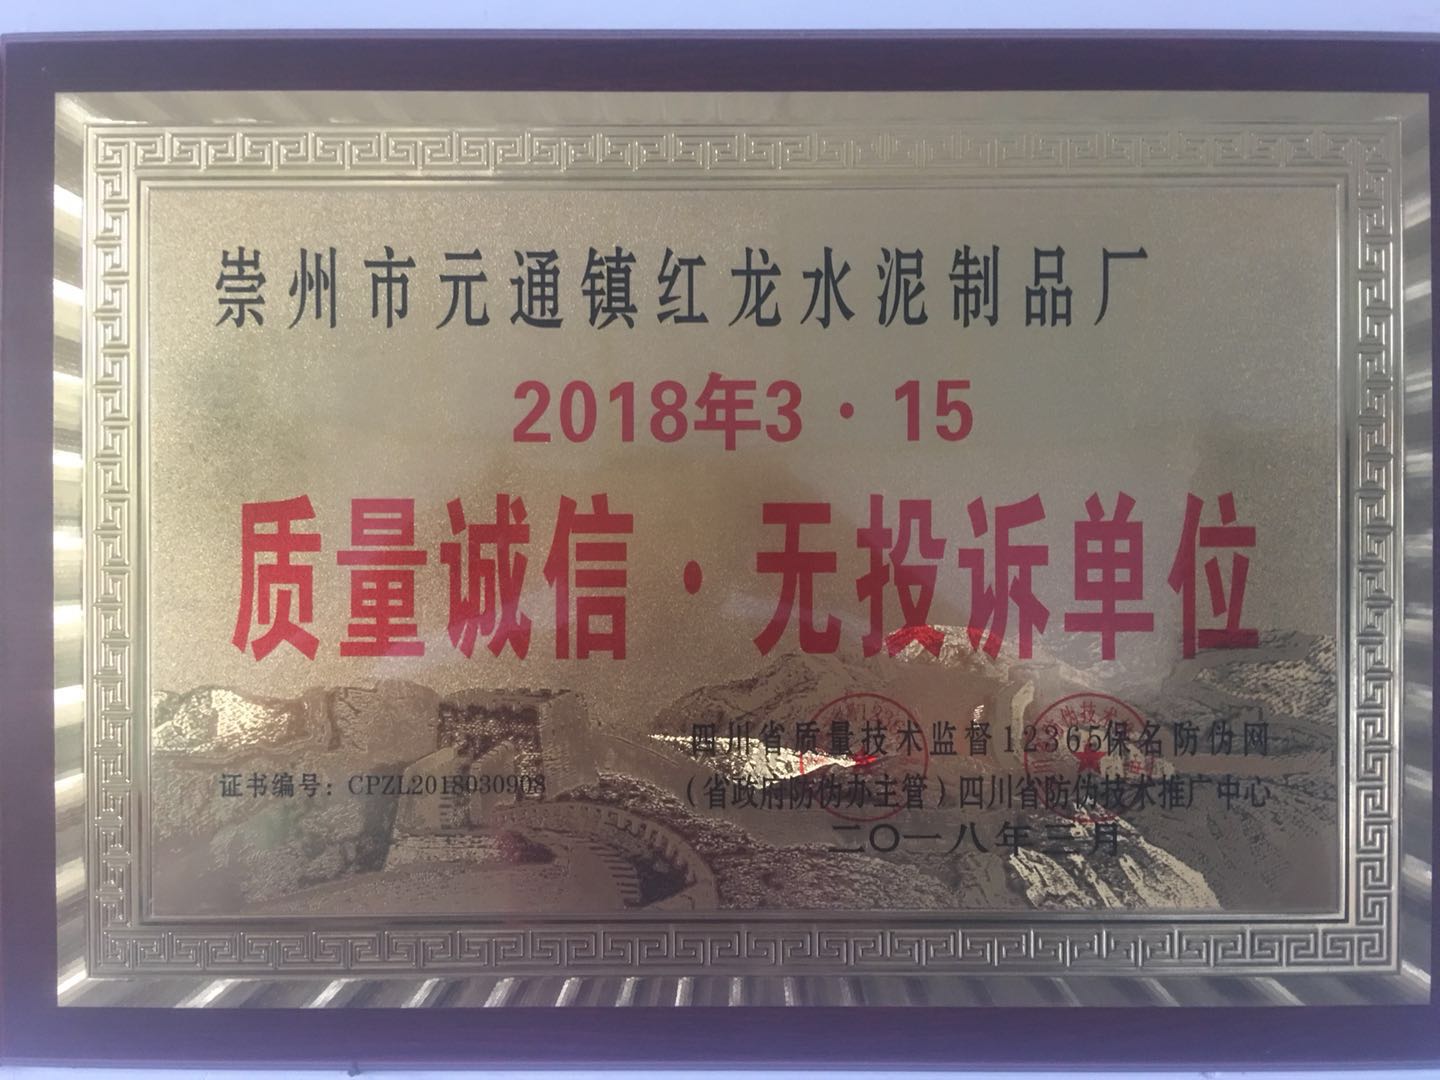 崇州市元通镇红龙水泥制品厂
2018年3·15
质量诚信·无投诉单位
四川省质量技术监督12365保名防伪网
证书编号：CPZL2018030908
（省政府防伪办主管）四川省防伪技术推广中心
二〇一八年三月